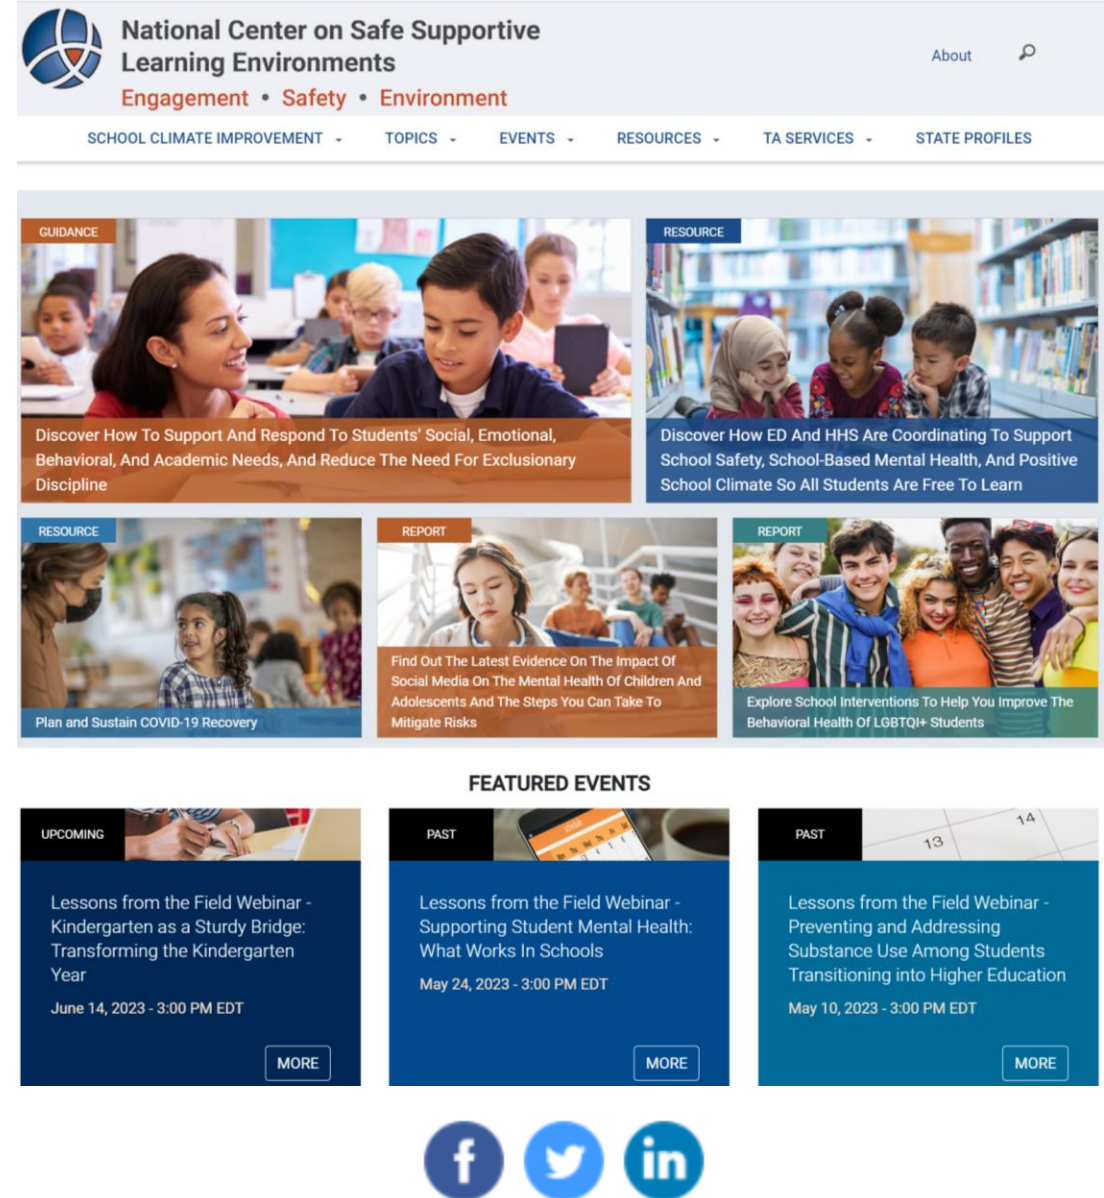 National Center on Safe Supportive
Learning Environments
Engagement • Safety • Environment
About
SCHOOL CLIMATE IMPROVEMENT
TOPICS
EVENTS
RESOURCES
TA SERVICES
STATE PROFILES
GUIDANCE
Discover How To Support And Respond To Students' Social, Emotional,
Behavioral, And Academic Needs, And Reduce The Need For Exclusionary
Discipline
RESOURCE
Discover How ED And HHS Are Coordinating To Support
School Safety, School-Based Mental Health, And Positive
School Climate So All Students Are Free To Learn
RESOURCE
Plan and Sustain COVID-19 Recovery
REPORT
Find Out The Latest Evidence On The Impact Of
Social Media On The Mental Health Of Children And
Adolescents And The Steps You Can Take To
Mitigate Risks
REPORT
Explore School Interventions To Help You Improve The
Behavioral Health Of LGBTQI+ Students
FEATURED EVENTS
UPCOMING
Lessons from the Field Webinar -
Kindergarten as a Sturdy Bridge:
Transforming the Kindergarten
Year
June 14, 2023 - 3:00 PM EDT
MORE
PAST
Lessons from the Field Webinar -
Supporting Student Mental Health:
What Works In Schools
May 24, 2023 - 3:00 PM EDT
MORE
PAST
13
14
Lessons from the Field Webinar -
Preventing and Addressing
Substance Use Among Students
Transitioning into Higher Education
May 10, 2023 - 3:00 PM EDT
MORE
f
in